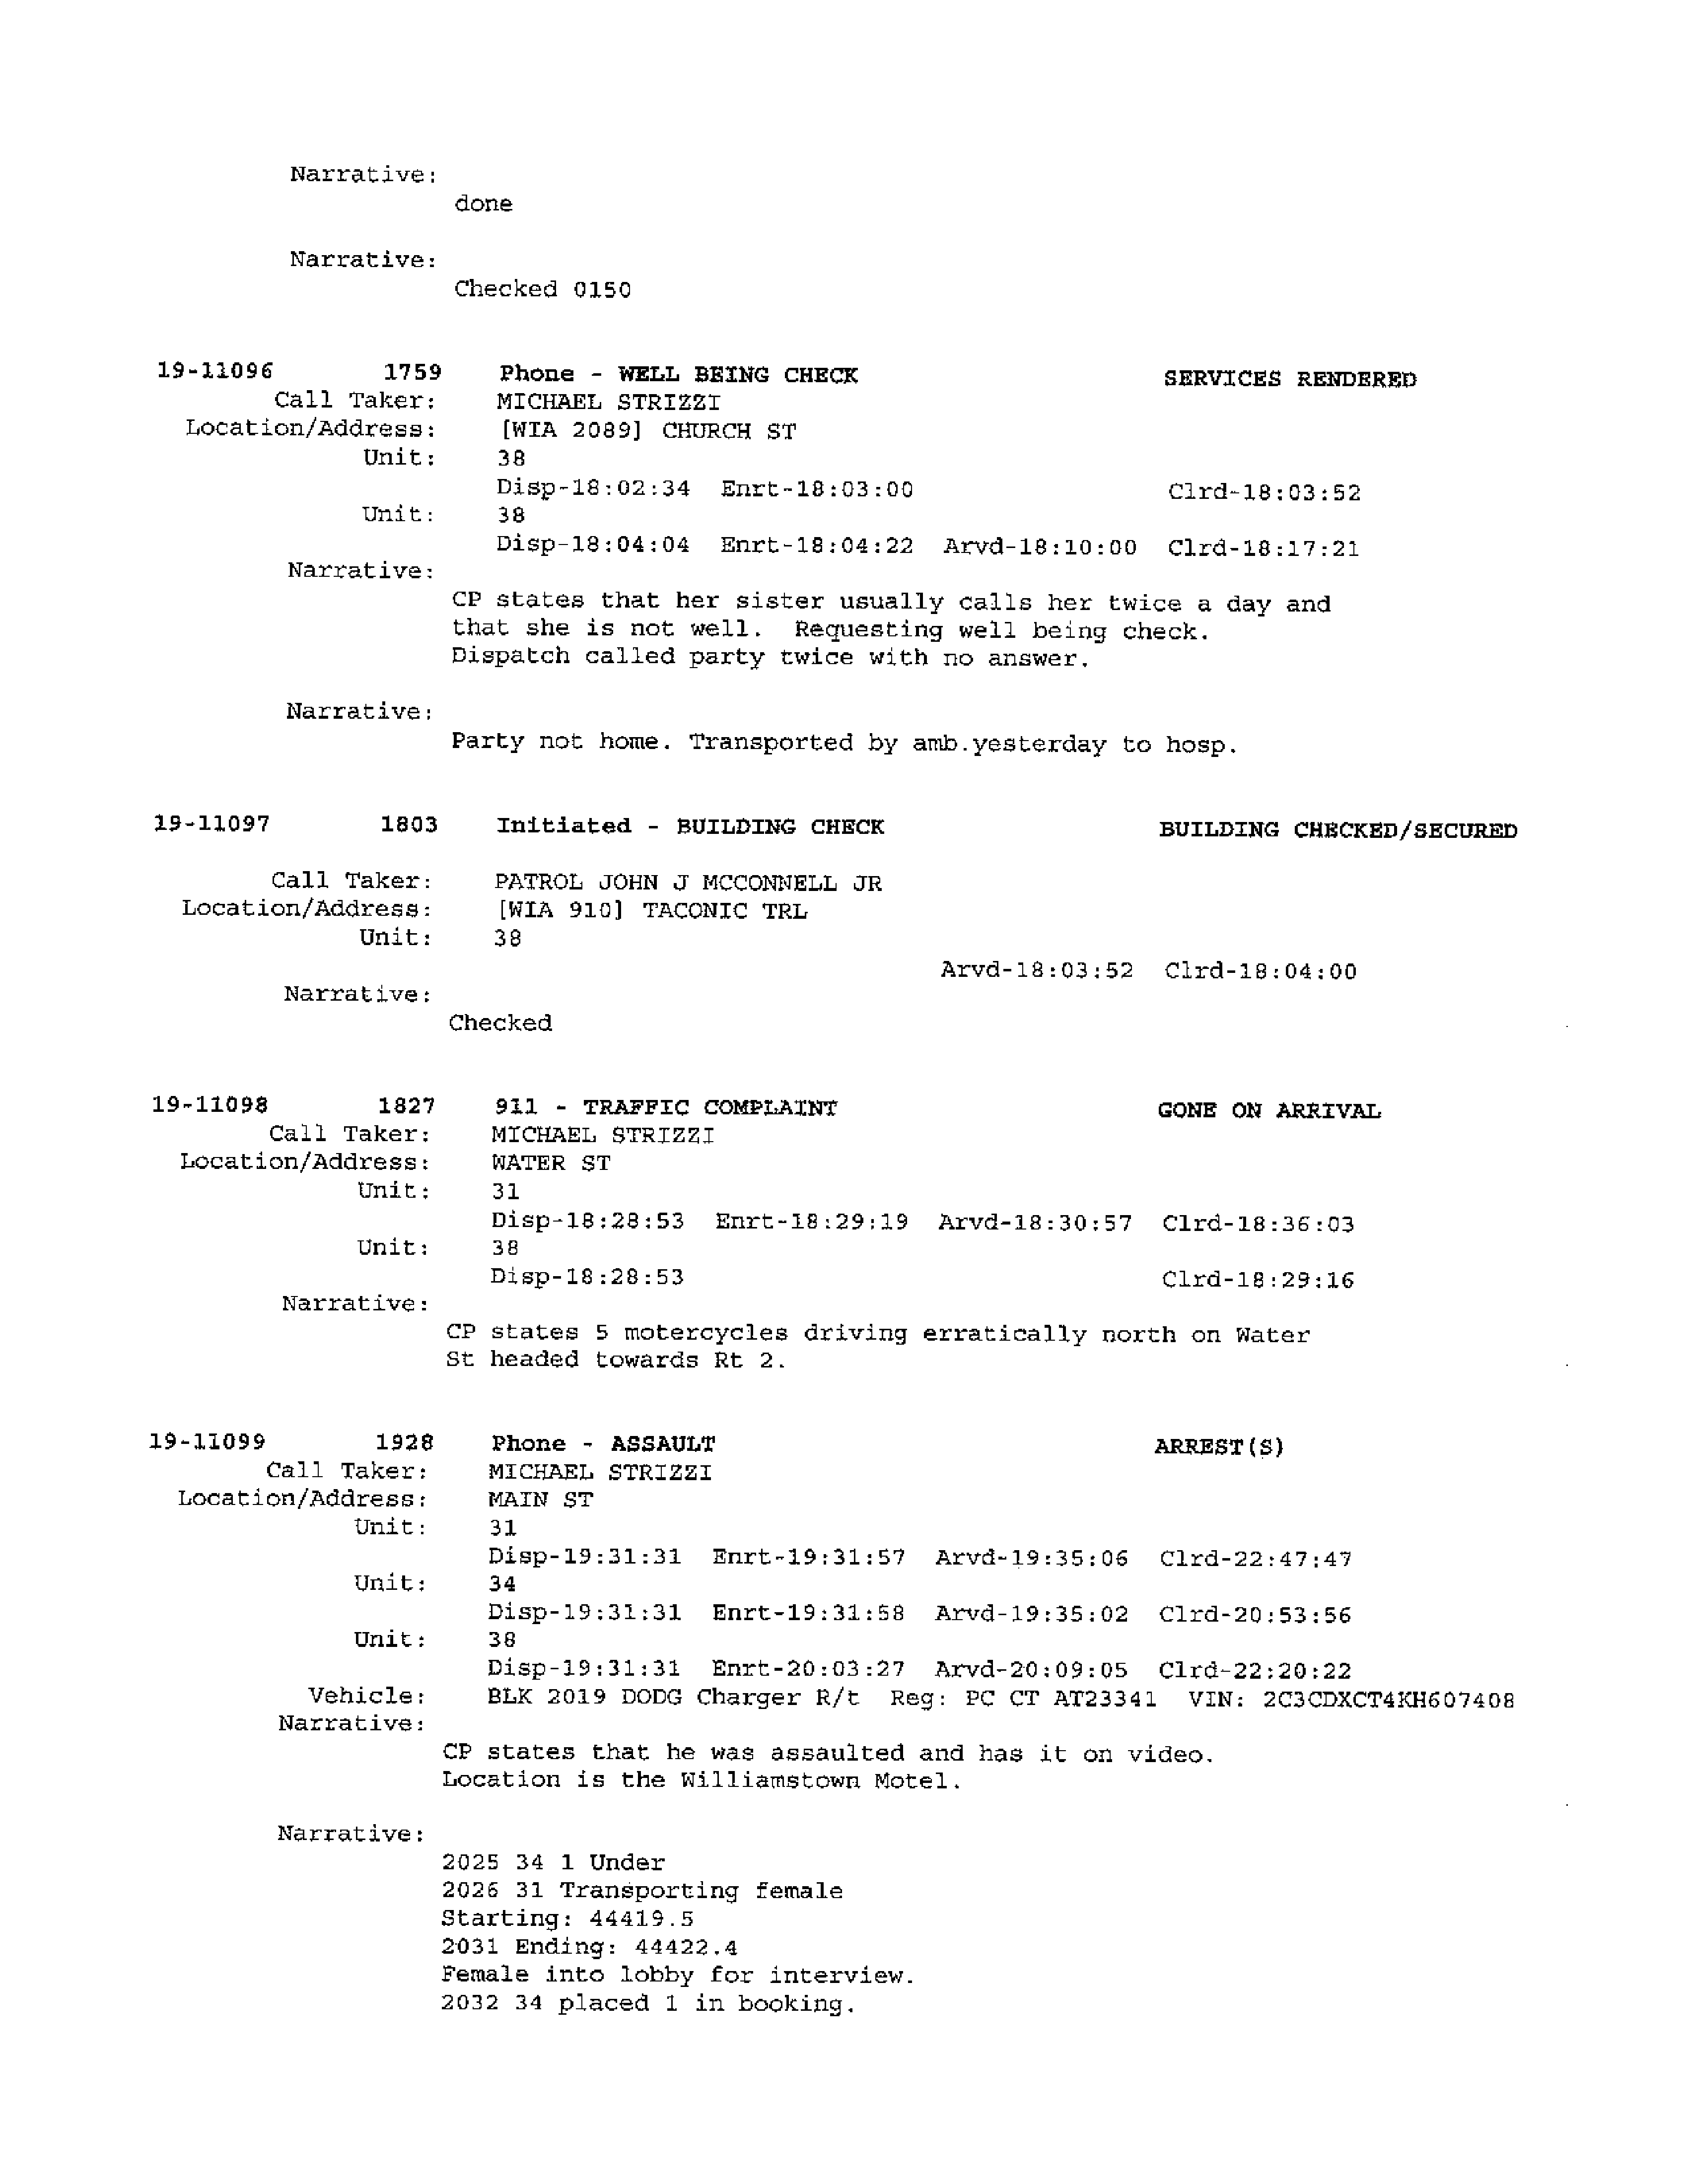 Narrative:
done
Narrative:
Checked 0150
19-11096 1759 Phone - WELL BEING CHECK SERVICES RENDERED
Call Taker: MICHAEL STRIZZI
Location/Address: [WIA 2089] CHURCH ST
Unit: 38
Disp-18:02:34 Enrt-18:03:00 Clrd-18:03:52
Unit: 38
Disp-18:04:04 Enrt-18:04:22 Arvd-18:10:00 Clrd-18:17:21
Narrative:
CP states that her sister usually calls her twice a day and
that she is not well. Requesting well being check.
Dispatch called party twice with no answer.
Narrative:
Party not home. Transported by amb.yesterday to hosp.
19-11097 1803 Initiated - BUILDING CHECK BUILDING CHECKED/SECURED
Call Taker: PATROL JOHN J MCCONNELL JR
Location/Address: [WIA 910] TACONIC TRL
Unit: 38
Arvd-18:03:52 Clrd-18:04:00
Narrative:
Checked
19-11098 1827 911 - TRAFFIC COMPLAINT GONE ON ARRIVAL
Call Taker: MICHAEL STRIZZI
Location/Address: WATER ST
Unit: 31
Disp-18:28:53 Enrt-18:29:19 Arvd-18:30:57 Clrd-18:36:03
Unit: 38
Disp-18:28:53 Clrd-18:29:16
Narrative:
CP states 5 motercycles driving erratically north on Water
St headed towards Rt 2.
19-11099 1928 Phone - ASSAULT ARREST(S)
Call Taker: MICHAEL STRIZZI
Location/Address: MAIN ST
Unit: 31
Disp-19:31:31 Enrt-19:31:57 Arvd-19:35:06 Clrd-22:47:47
Unit: 34
Disp-19:31:31 Enrt-19:31:58 Arvd-19:35:02 Clrd-20:53:56
Unit: 38
Disp-19:31:31 Enrt-20:03:27 Arvd-20:09:05 Clrd-22:20:22
Vehicle: BLK 2019 DODG Charger R/t Reg: PC CT AT23341 VIN: 2C3CDXCT4KH607408
Narrative:
CP states that he was assaulted and has it on video.
Location is the Williamstown Motel.
Narrative:
2025 34 1 Under
2026 31 Transporting female
Starting: 44419.5
2031 Ending: 44422.4
Female into lobby for interview.
2032 34 placed 1 in booking.